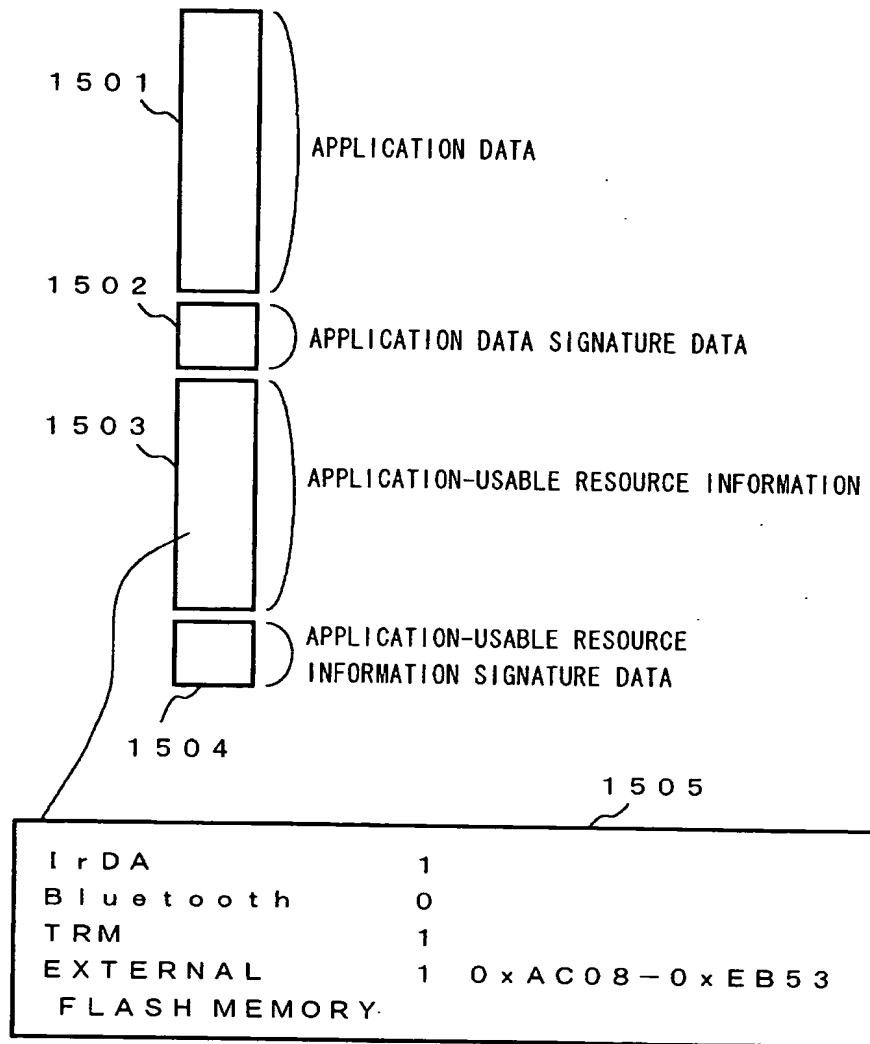 1501
APPLICATION DATA
1502
APPLICATION DATA SIGNATURE DATA
1503
APPLICATION-USABLE RESOURCE INFORMATION
APPLICATION-USABLE RESOURCE
INFORMATION SIGNATURE DATA
1504
1505
IrDA 1
Bluetooth 0
TRM 1
EXTERNAL 1 0xAC08-0xEB53
FLASH MEMORY